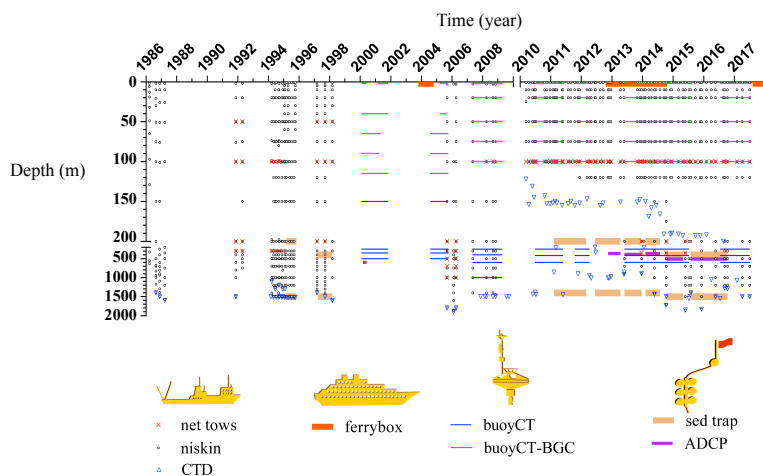 Time (year)
1986 1988 1990 1992 1994 1996 1998 2000 2002 2004 2006 2008 2010 2011 2012 2013 2014 2015 2016 2017
0
50
Depth (m)
100
150
200
500
1000
1500
2000
net tows
niskin
CTD
ferrybox
buoyCT
buoyCT-BGC
sed trap
ADCP